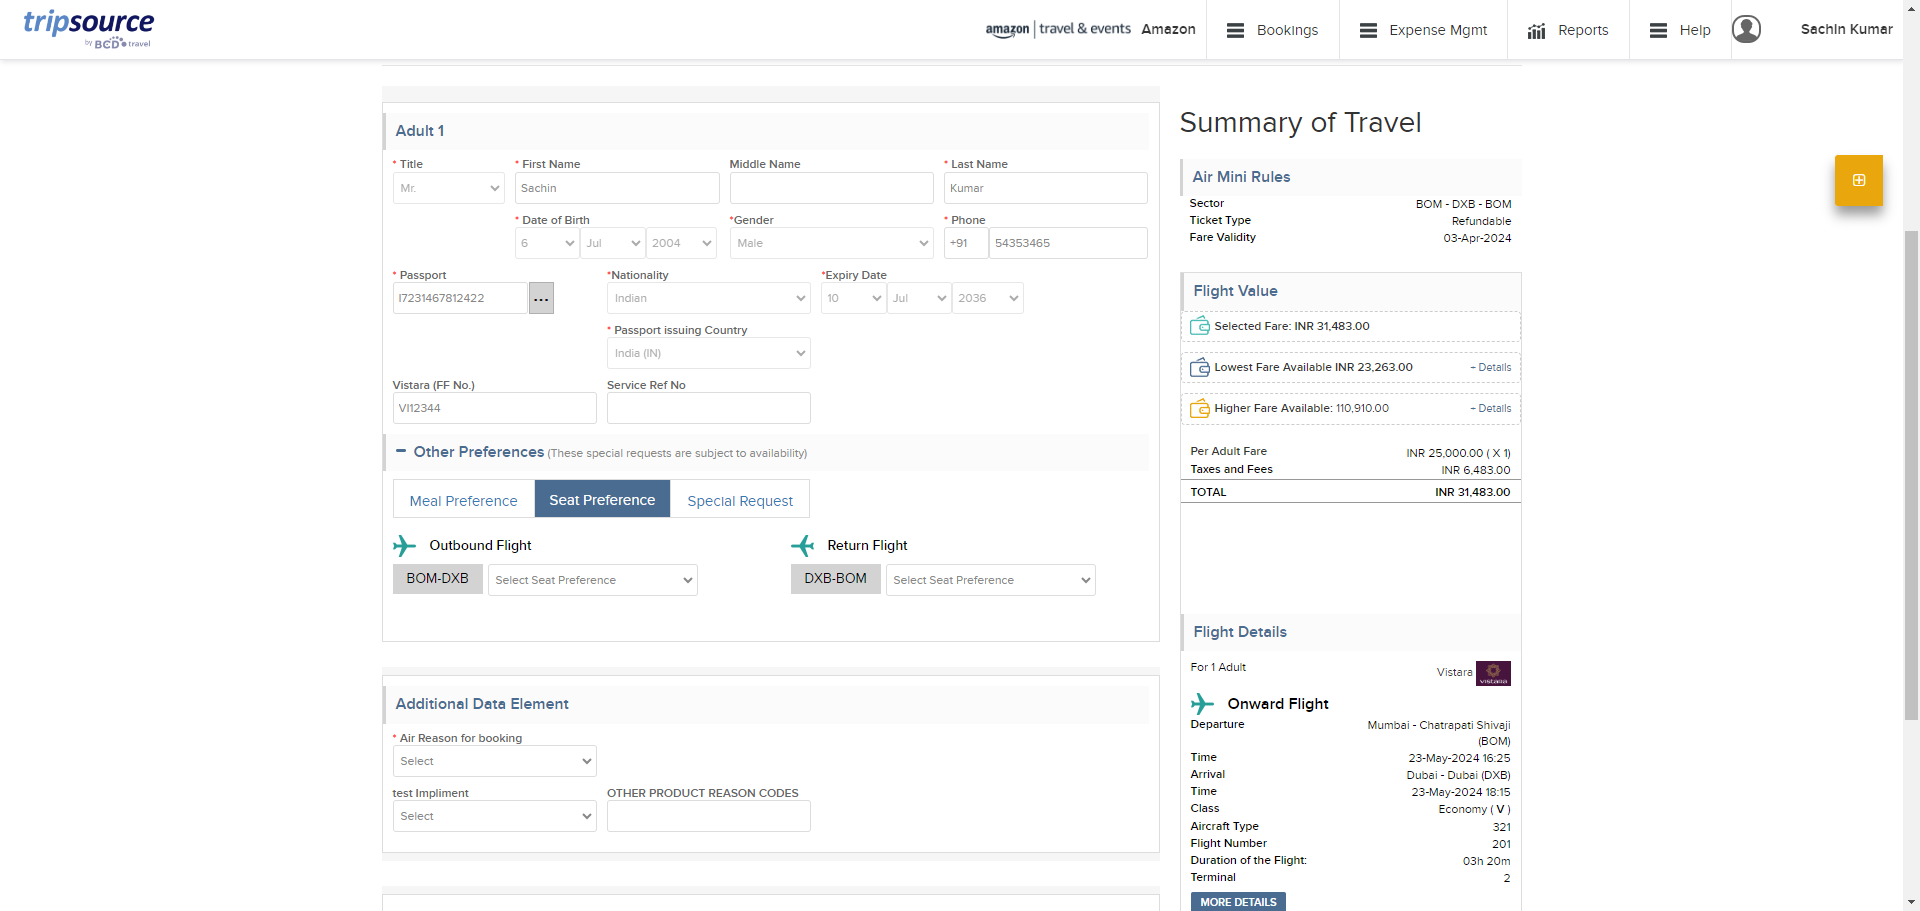 tripsource
by BCD travel
amazon | travel & events Amazon
Bookings
Expense Mgmt
Reports
Help
Sachin Kumar
Adult 1
* Title
* First Name
Middle Name
* Last Name
Mr.
Sachin
Kumar
* Date of Birth
*Gender
* Phone
6
Jul
2004
Male
+91
54353465
* Passport
*Nationality
*Expiry Date
I7231467812422
...
Indian
10
Jul
2036
* Passport issuing Country
India (IN)
Vistara (FF No.)
Service Ref No
VI12344
Other Preferences (These special requests are subject to availability)
Meal Preference
Seat Preference
Special Request
Outbound Flight
Return Flight
BOM-DXB
Select Seat Preference
DXB-BOM
Select Seat Preference
Additional Data Element
* Air Reason for booking
Select
test Impliment
OTHER PRODUCT REASON CODES
Select
Summary of Travel
Air Mini Rules
Sector BOM - DXB - BOM
Ticket Type Refundable
Fare Validity 03-Apr-2024
Flight Value
Selected Fare: INR 31,483.00
Lowest Fare Available INR 23,263.00 + Details
Higher Fare Available: 110,910.00 + Details
Per Adult Fare INR 25,000.00 ( X 1)
Taxes and Fees INR 6,483.00
TOTAL INR 31,483.00
Flight Details
For 1 Adult Vistara
VISTARA
Onward Flight
Departure Mumbai - Chatrapati Shivaji
(BOM)
Time 23-May-2024 16:25
Arrival Dubai - Dubai (DXB)
Time 23-May-2024 18:15
Class Economy ( V )
Aircraft Type 321
Flight Number 201
Duration of the Flight: 03h 20m
Terminal 2
MORE DETAILS